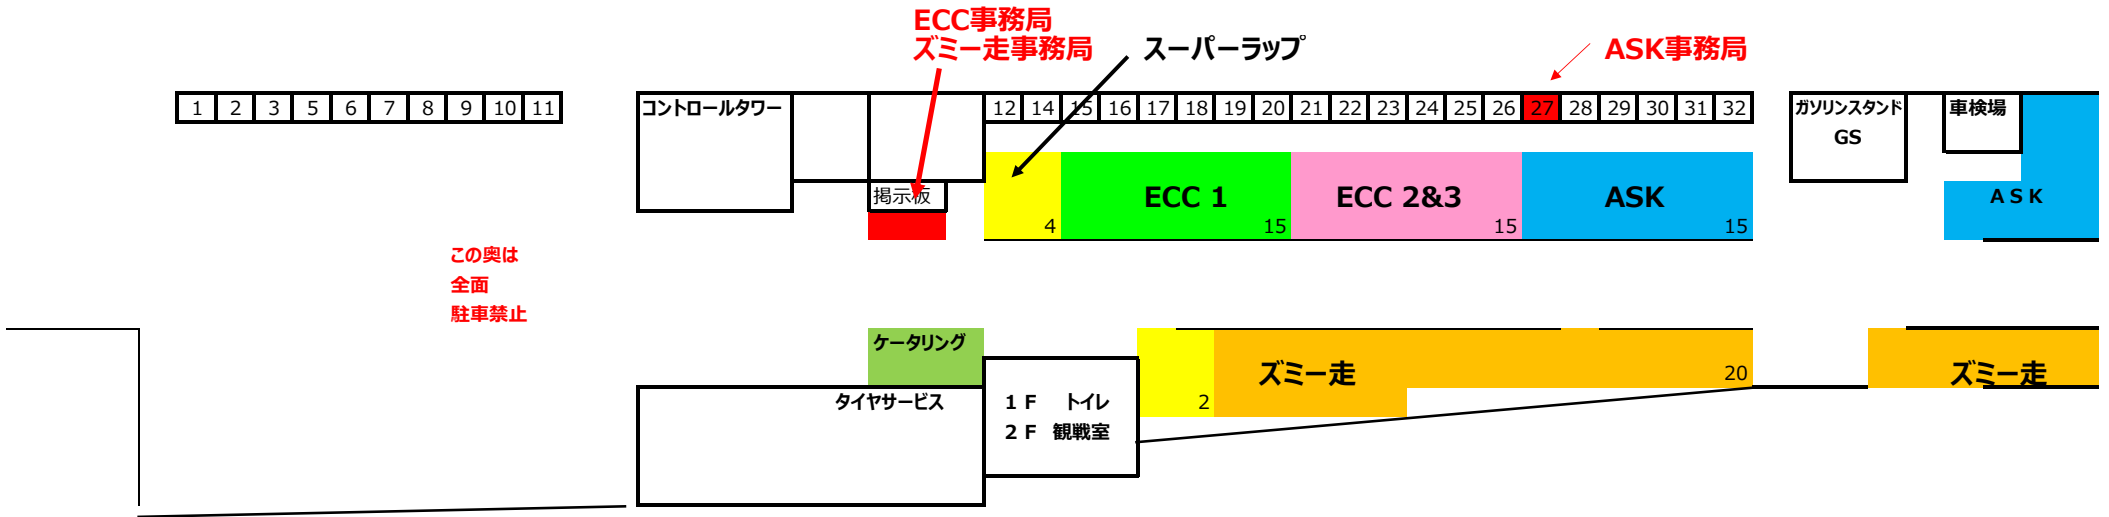 ECC事務局
ズミー走事務局
スーパーラップ
ASK事務局
1 2 3 5 6 7 8 9 10 11
コントロールタワー
12 14 15 16 17 18 19 20 21 22 23 24 25 26 27 28 29 30 31 32
ガソリンスタンド
GS
車検場
掲示板
4
ECC 1
15
ECC 2&3
15
ASK
15
ＡＳＫ
この奥は
全面
駐車禁止
ケータリング
タイヤサービス
１Ｆ　トイレ
２Ｆ　観戦室
2
ズミー走
20
ズミー走